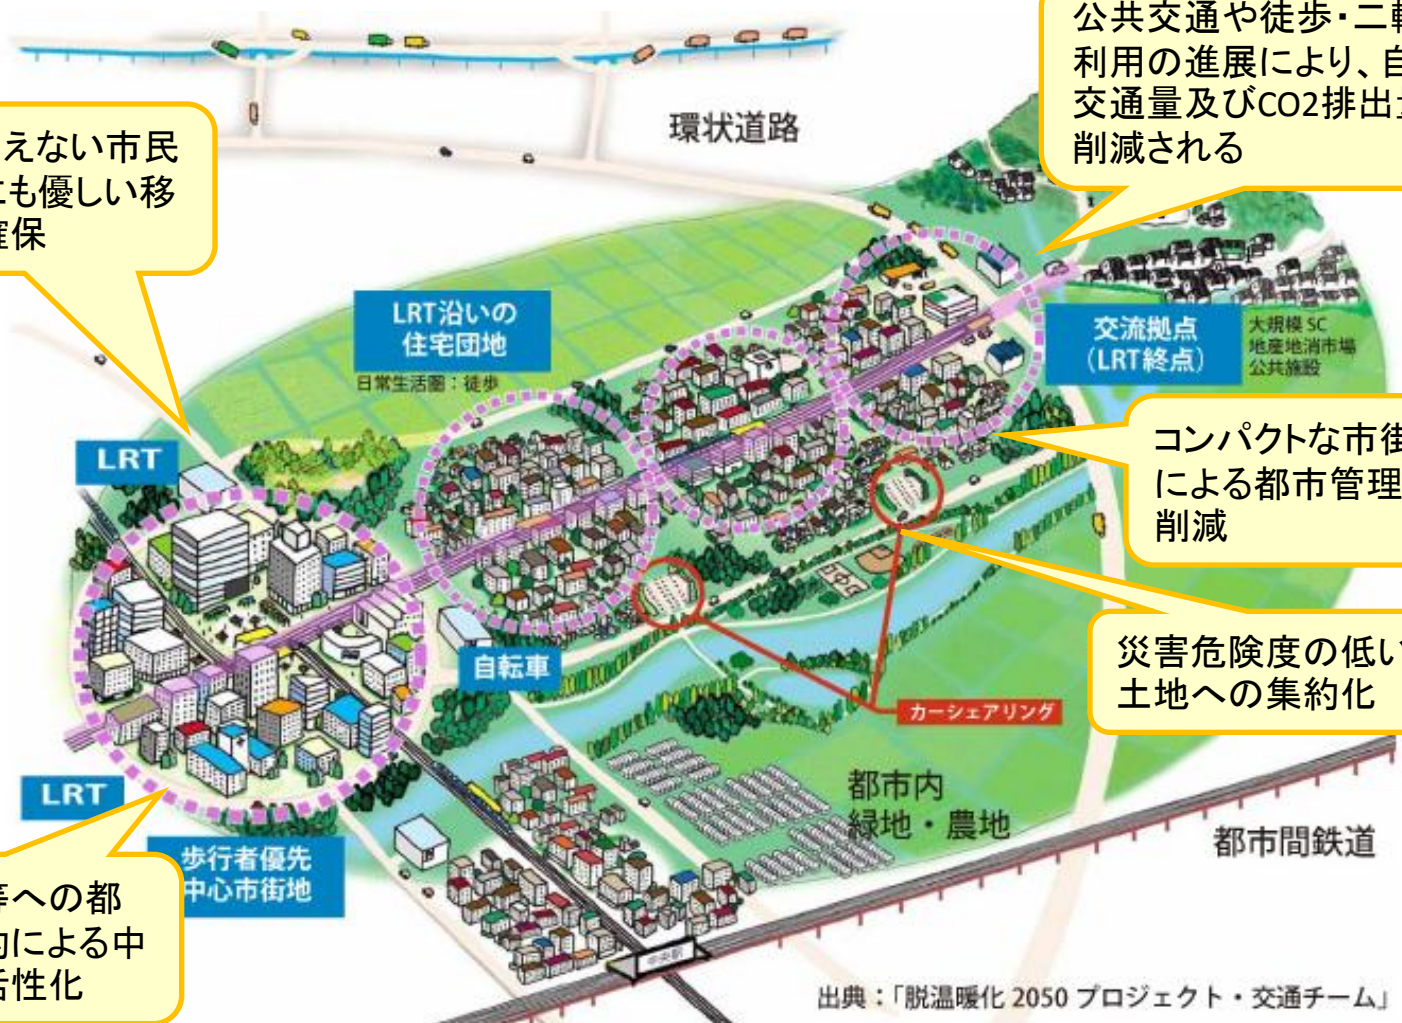 公共交通や徒歩・二輪
利用の進展により、自
交通量及びCO2排出量
削減される
環状道路
えない市民
にも優しい移
確保
LRT沿いの
住宅団地
日常生活圏：徒歩
交流拠点
(LRT終点)
大規模 SC
地産地消市場
公共施設
LRT
コンパクトな市街
による都市管理
削減
自転車
災害危険度の低い
土地への集約化
カーシェアリング
都市内
緑地・農地
都市間鉄道
LRT
歩行者優先
中心市街地
等への都
約による中
活性化
中央駅
出典：「脱温暖化 2050 プロジェクト・交通チーム」